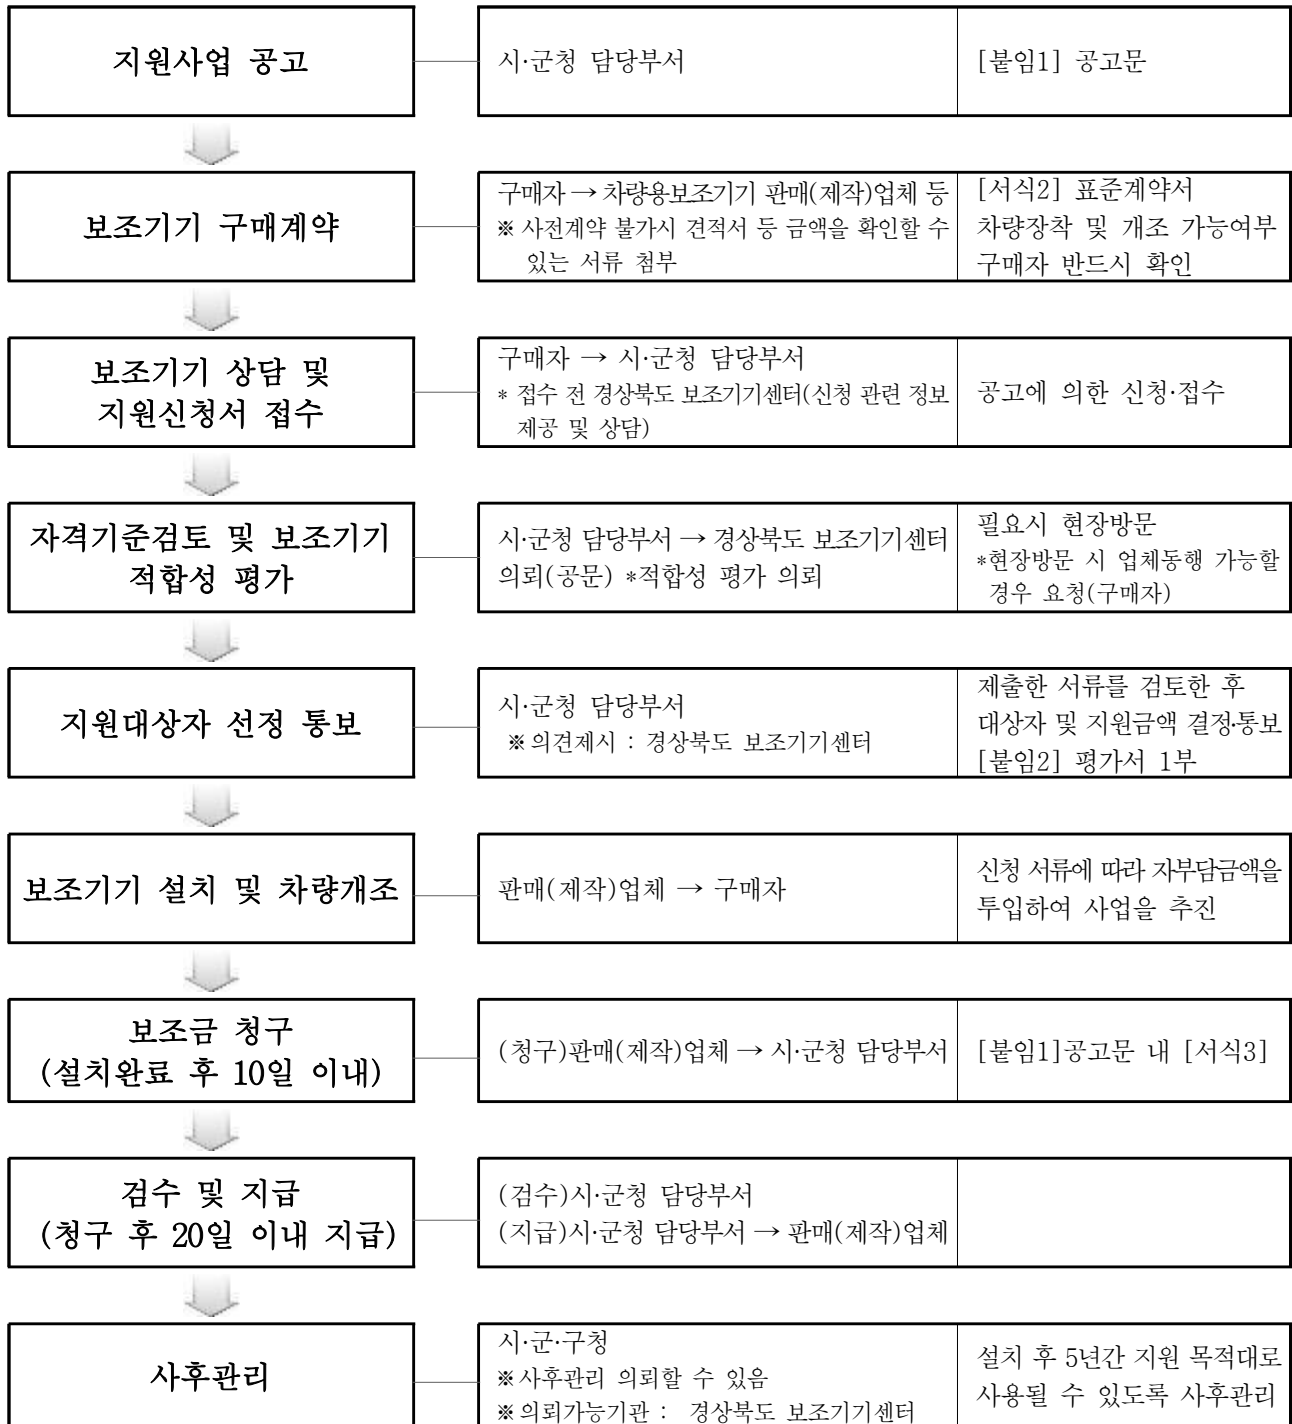 지원사업 공고
시·군청 담당부서
[붙임1] 공고문
보조기기 구매계약
구매자 → 차량용보조기기 판매(제작)업체 등
※ 사전계약 불가시 견적서 등 금액을 확인할 수
있는 서류 첨부
[서식2] 표준계약서
차량장착 및 개조 가능여부
구매자 반드시 확인
보조기기 상담 및
지원신청서 접수
구매자 → 시·군청 담당부서
* 접수 전 경상북도 보조기기센터(신청 관련 정보
제공 및 상담)
공고에 의한 신청·접수
자격기준검토 및 보조기기
적합성 평가
시·군청 담당부서 → 경상북도 보조기기센터
의뢰(공문) *적합성 평가 의뢰
필요시 현장방문
*현장방문 시 업체동행 가능할
경우 요청(구매자)
지원대상자 선정 통보
시·군청 담당부서
※ 의견제시 : 경상북도 보조기기센터
제출한 서류를 검토한 후
대상자 및 지원금액 결정·통보
[붙임2] 평가서 1부
보조기기 설치 및 차량개조
판매(제작)업체 → 구매자
신청 서류에 따라 자부담금액을
투입하여 사업을 추진
보조금 청구
(설치완료 후 10일 이내)
(청구)판매(제작)업체 → 시·군청 담당부서
[붙임1]공고문 내 [서식3]
검수 및 지급
(청구 후 20일 이내 지급)
(검수)시·군청 담당부서
(지급)시·군청 담당부서 → 판매(제작)업체
사후관리
시·군·구청
※ 사후관리 의뢰할 수 있음
※ 의뢰가능기관 : 경상북도 보조기기센터
설치 후 5년간 지원 목적대로
사용될 수 있도록 사후관리